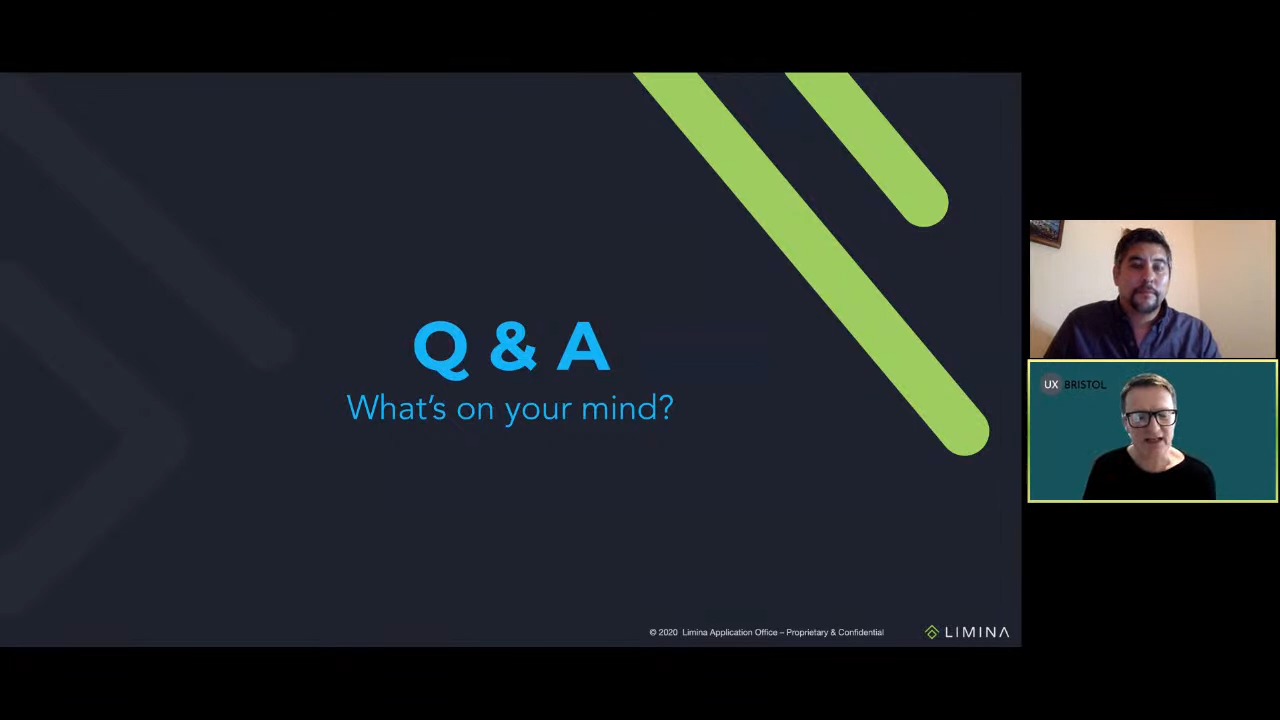 Q & A
What's on your mind?
© 2020 Limina Application Office – Proprietary & Confidential
LIMINA
UX BRISTOL